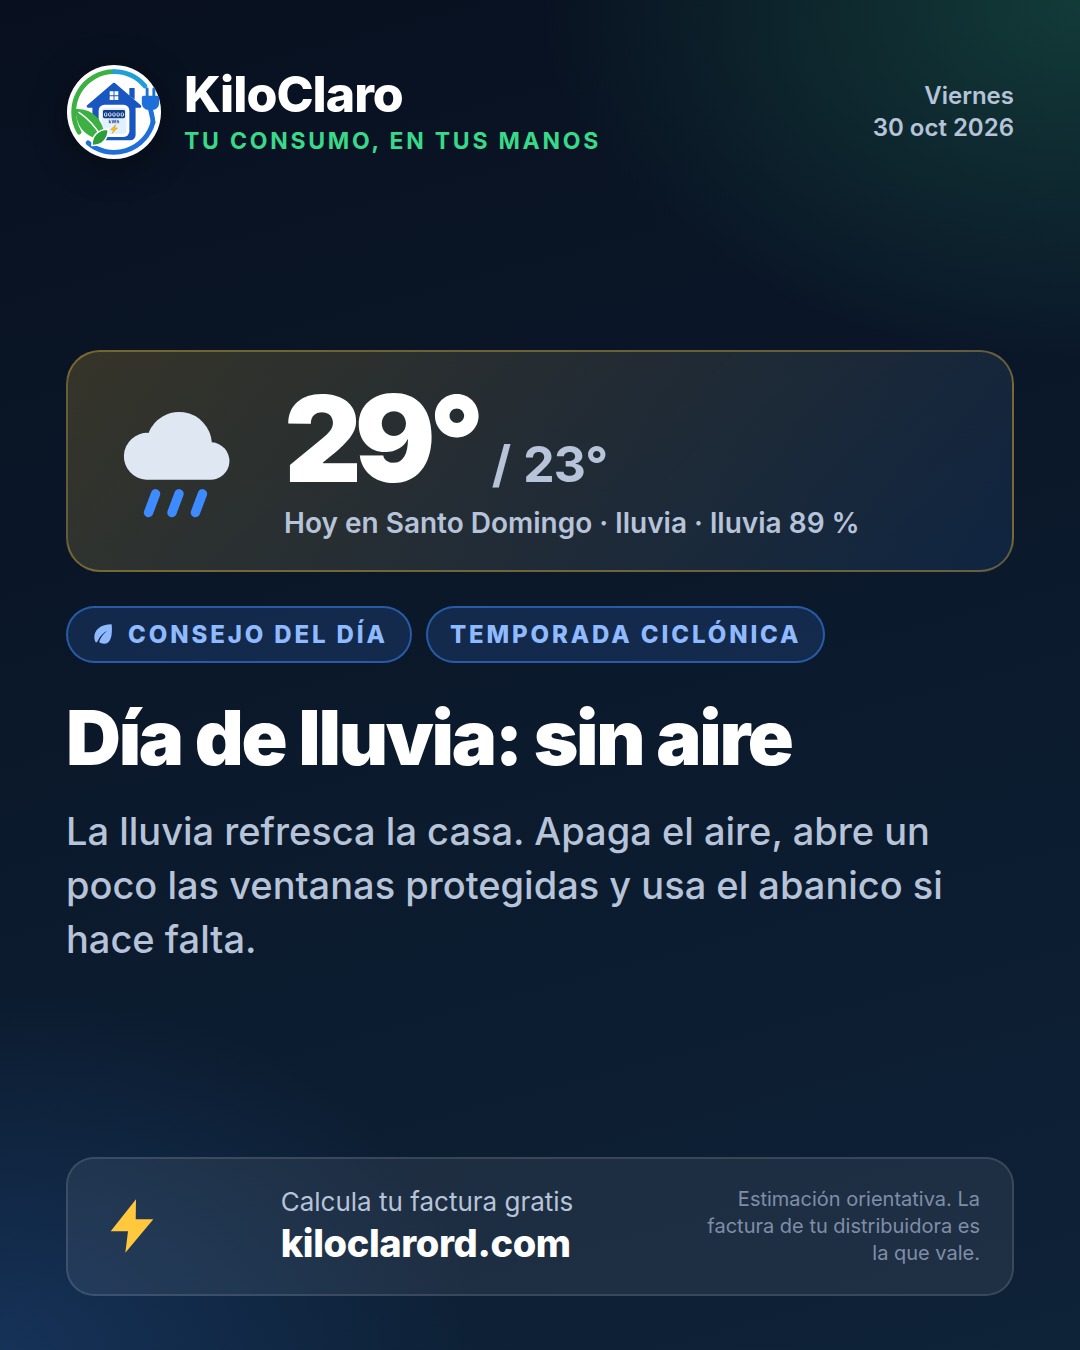 KiloClaro
TU CONSUMO, EN TUS MANOS
Viernes
30 oct 2026
29° / 23°
Hoy en Santo Domingo · lluvia · lluvia 89 %
CONSEJO DEL DÍA
TEMPORADA CICLÓNICA
Día de lluvia: sin aire
La lluvia refresca la casa. Apaga el aire, abre un
poco las ventanas protegidas y usa el abanico si
hace falta.
Calcula tu factura gratis
kiloclarord.com
Estimación orientativa. La
factura de tu distribuidora es
la que vale.